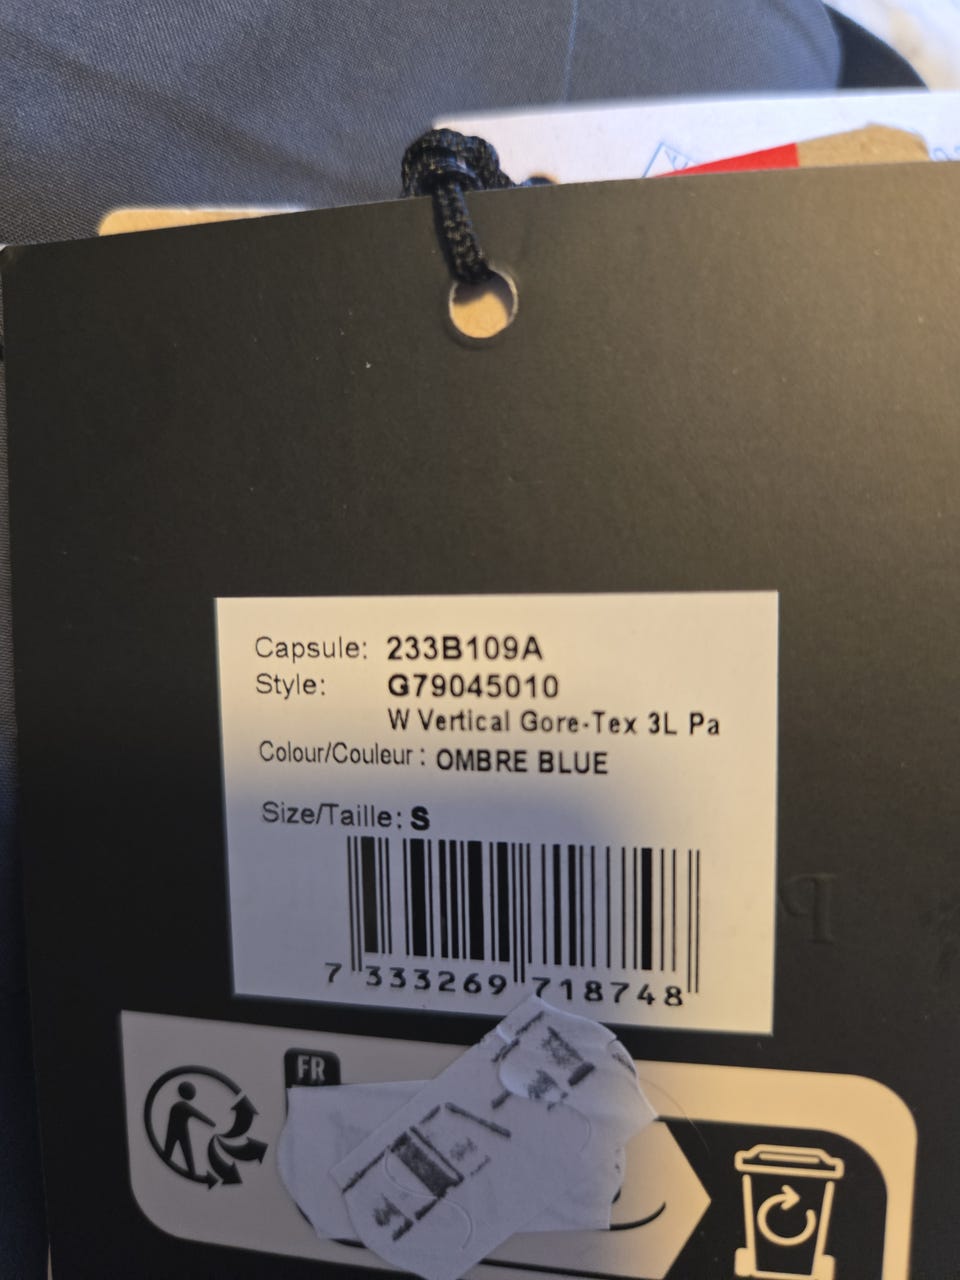 Capsule: 233B109A
Style: G79045010
W Vertical Gore-Tex 3L Pa
Colour/Couleur : OMBRE BLUE
Size/Taille: S
7 333269 718748
FR